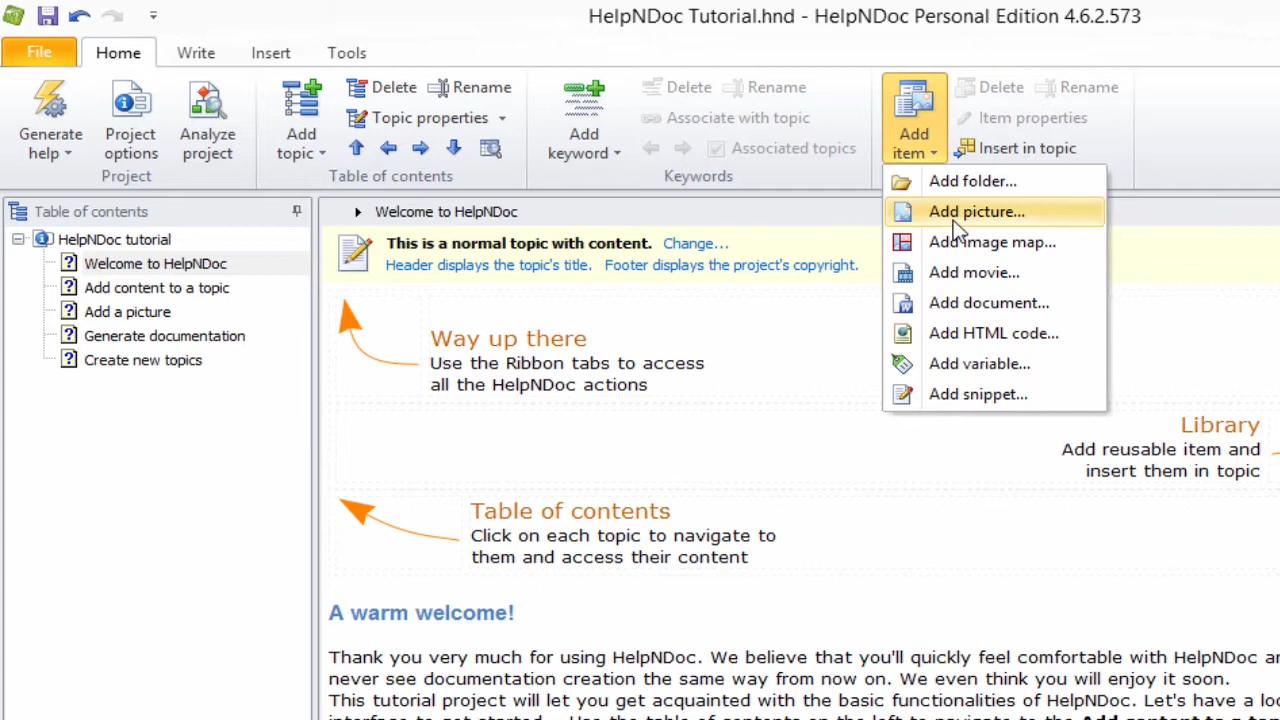 HelpNDoc Tutorial.hnd - HelpNDoc Personal Edition 4.6.2.573
File Home Write Insert Tools
Generate help
Project options
Analyze project
Project
Add topic
Delete Rename
Topic properties
Table of contents
Add keyword
Delete Rename
Associate with topic
Associated topics
Keywords
Add item
Delete Rename
Item properties
Insert in topic
Add folder...
Add picture...
Add image map...
Add movie...
Add document...
Add HTML code...
Add variable...
Add snippet...
Table of contents
HelpNDoc tutorial
Welcome to HelpNDoc
Add content to a topic
Add a picture
Generate documentation
Create new topics
Welcome to HelpNDoc
This is a normal topic with content. Change...
Header displays the topic's title. Footer displays the project's copyright.
Way up there
Use the Ribbon tabs to access
all the HelpNDoc actions
Library
Add reusable item and
insert them in topic
Table of contents
Click on each topic to navigate to
them and access their content
A warm welcome!
Thank you very much for using HelpNDoc. We believe that you'll quickly feel comfortable with HelpNDoc
never see documentation creation the same way from now on. We even think you will enjoy it soon.
This tutorial project will let you get acquainted with the basic functionalities of HelpNDoc. Let's have a